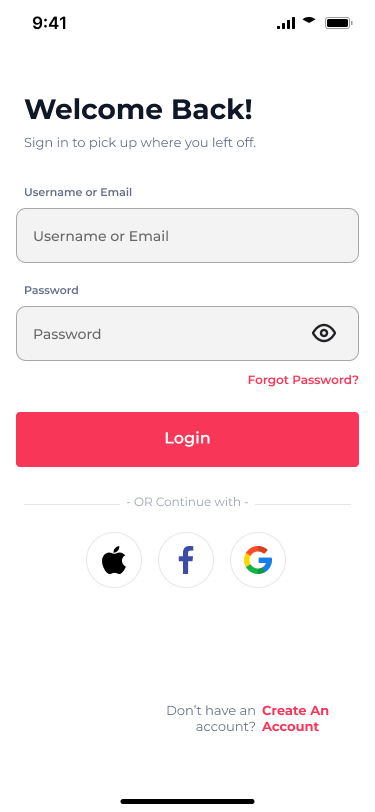 9:41
Welcome Back!
Sign in to pick up where you left off.
Username or Email
Username or Email
Password
Password
Forgot Password?
Login
- OR Continue with -
Don’t have an account?
Create An Account